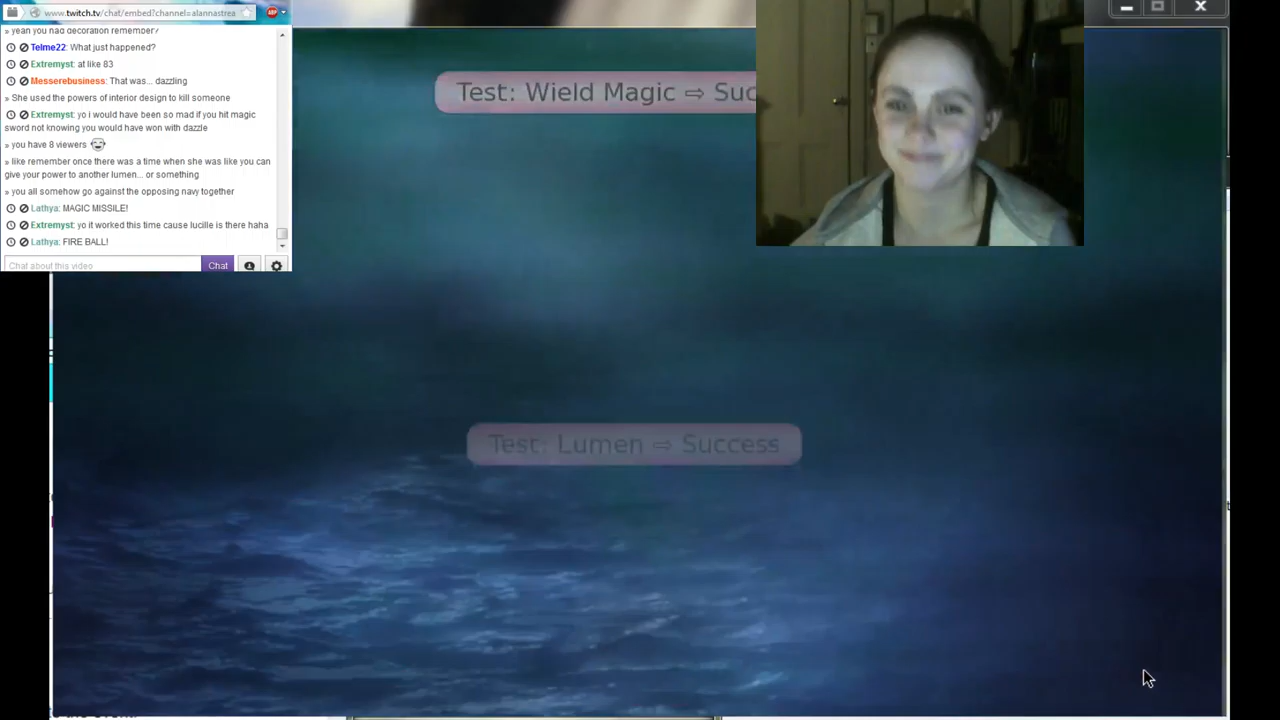 www.twitch.tv/chat/embed?channel=alannastrea
» yeah you had decoration remember?
Telme22: What just happened?
Extremyst: at like 83
Messerebusiness: That was... dazzling
» She used the powers of interior design to kill someone
Extremyst: yo i would have been so mad if you hit magic
sword not knowing you would have won with dazzle
» you have 8 viewers
» like remember once there was a time when she was like you can
give your power to another lumen... or something
» you all somehow go against the opposing navy together
Lathya: MAGIC MISSILE!
Extremyst: yo it worked this time cause lucille is there haha
Lathya: FIRE BALL!
Chat about this video
Chat
ABP
Test: Wield Magic ⇨ Suc
Test: Lumen ⇨ Success